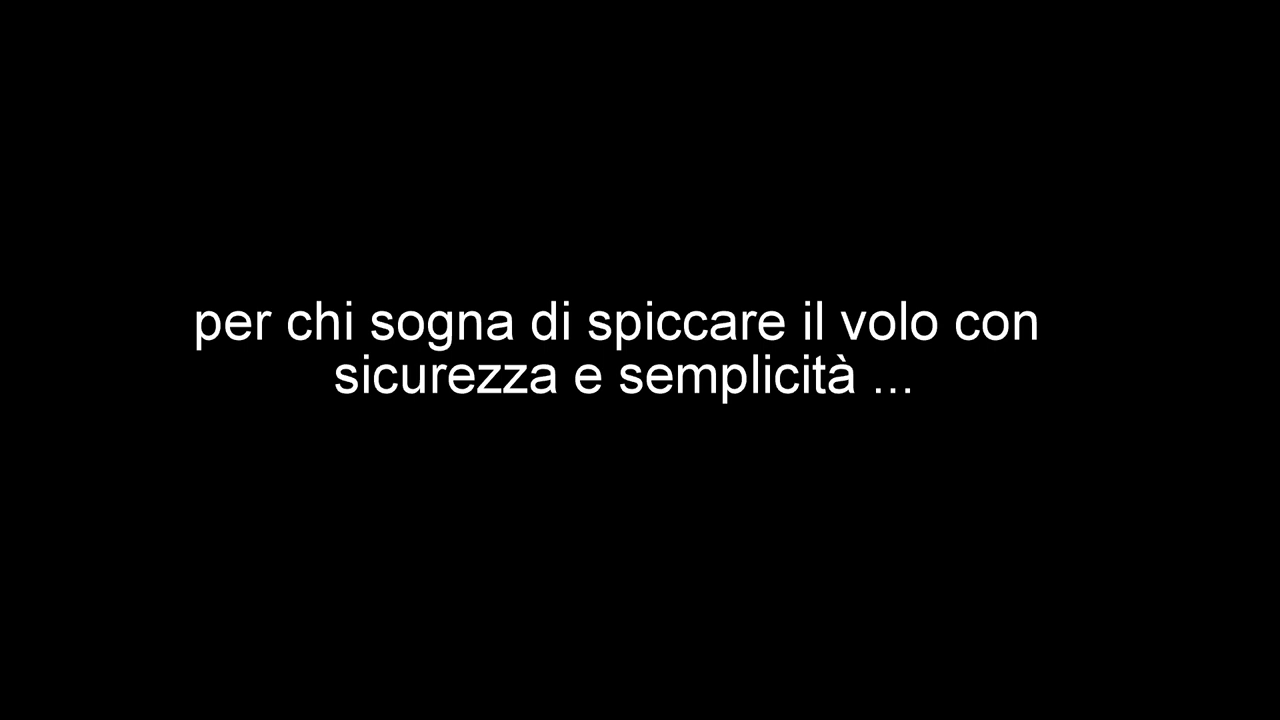 per chi sogna di spiccare il volo con
sicurezza e semplicità ...